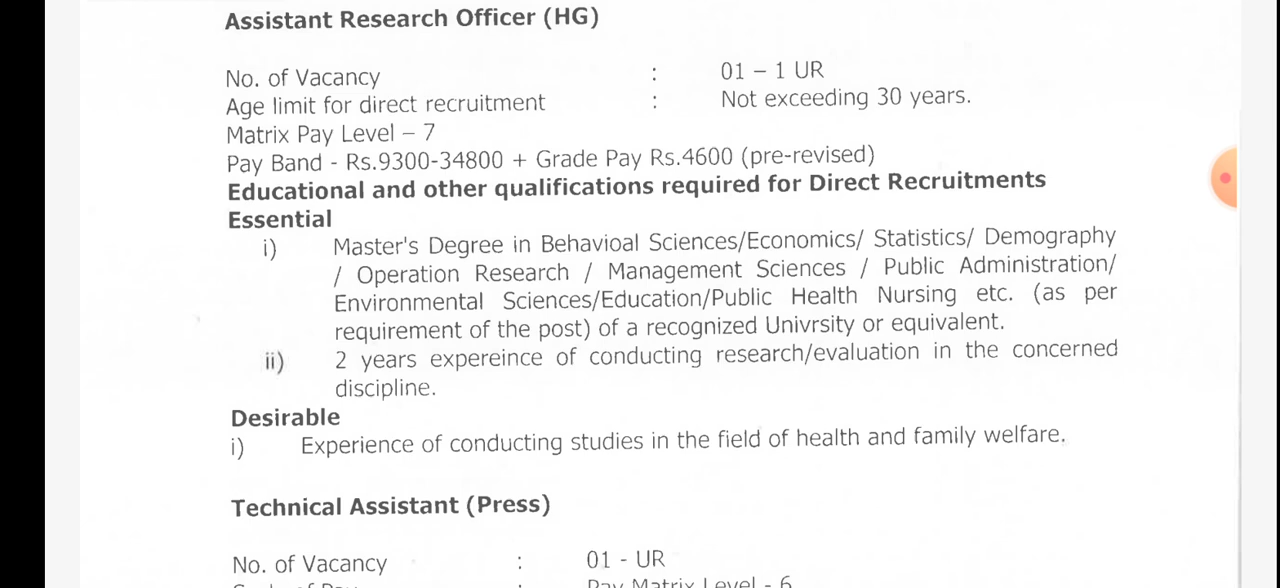 Assistant Research Officer (HG)
No. of Vacancy : 01 – 1 UR
Age limit for direct recruitment : Not exceeding 30 years.
Matrix Pay Level – 7
Pay Band - Rs.9300-34800 + Grade Pay Rs.4600 (pre-revised)
Educational and other qualifications required for Direct Recruitments
Essential
i) Master's Degree in Behavioal Sciences/Economics/ Statistics/ Demography
/ Operation Research / Management Sciences / Public Administration/
Environmental Sciences/Education/Public Health Nursing etc. (as per
requirement of the post) of a recognized Univrsity or equivalent.
ii) 2 years expereince of conducting research/evaluation in the concerned
discipline.
Desirable
i) Experience of conducting studies in the field of health and family welfare.
Technical Assistant (Press)
No. of Vacancy : 01 - UR
Pay Matrix Level - 6